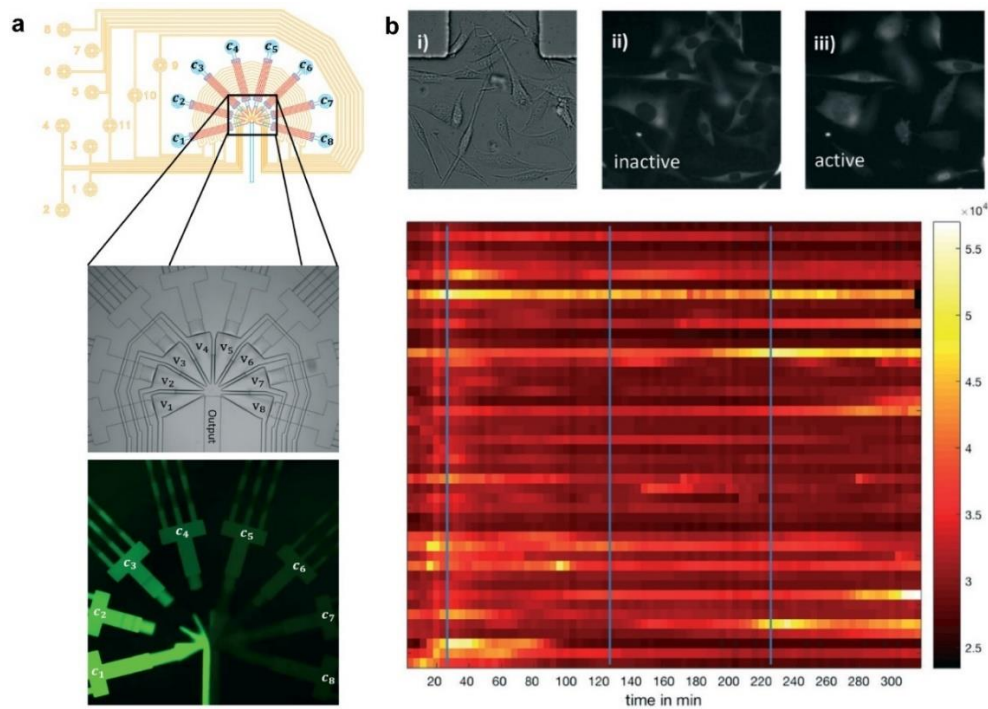 a
8
7
6
5
4
3
2
1
9
10
11
c₁
c₂
c₃
c₄
c₅
c₆
c₇
c₈
v₁
v₂
v₃
v₄
v₅
v₆
v₇
v₈
Output
c₁
c₂
c₃
c₄
c₅
c₆
c₇
c₈
b
i)
ii)
inactive
iii)
active
×10⁴
5.5
5
4.5
4
3.5
3
2.5
20 40 60 80 100 120 140 160 180 200 220 240 260 280 300
time in min